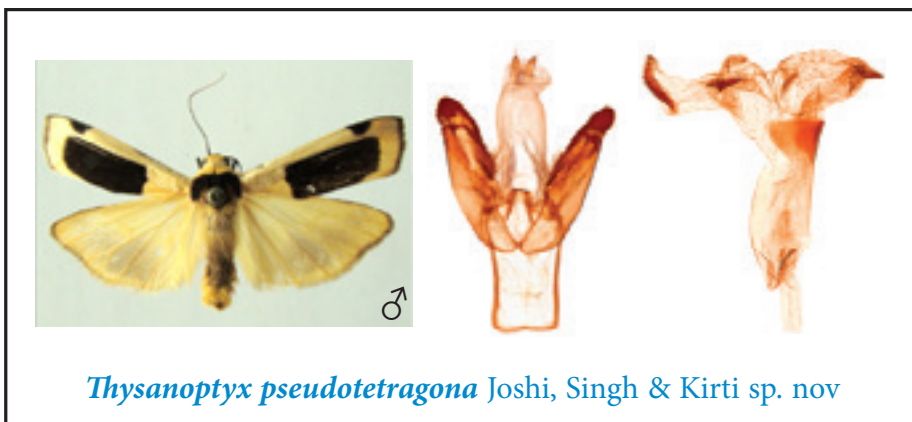 ♂
Thysanoptyx pseudotetragona Joshi, Singh & Kirti sp. nov